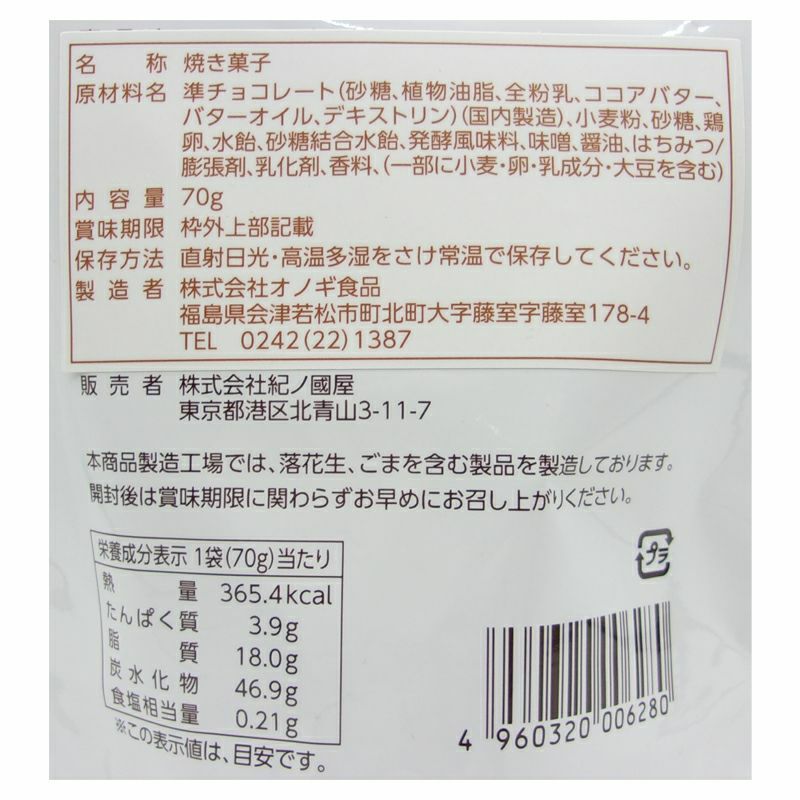 名称 焼き菓子
原材料名 準チョコレート(砂糖、植物油脂、全粉乳、ココアバター、
バターオイル、デキストリン)(国内製造)、小麦粉、砂糖、鶏
卵、水飴、砂糖結合水飴、発酵風味料、味噌、醤油、はちみつ/
膨張剤、乳化剤、香料、(一部に小麦・卵・乳成分・大豆を含む)
内容量 70g
賞味期限 枠外上部記載
保存方法 直射日光・高温多湿をさけ常温で保存してください。
製造者 株式会社オノギ食品
福島県会津若松市町北町大字藤室字藤室178-4
TEL 0242(22)1387
販売者 株式会社紀ノ國屋
東京都港区北青山3-11-7
本商品製造工場では、落花生、ごまを含む製品を製造しております。
開封後は賞味期限に関わらずお早めにお召し上がりください。
栄養成分表示 1袋(70g)当たり
熱量 365.4kcal
たんぱく質 3.9g
脂質 18.0g
炭水化物 46.9g
食塩相当量 0.21g
※この表示値は、目安です。
プラ
4 960320 006280